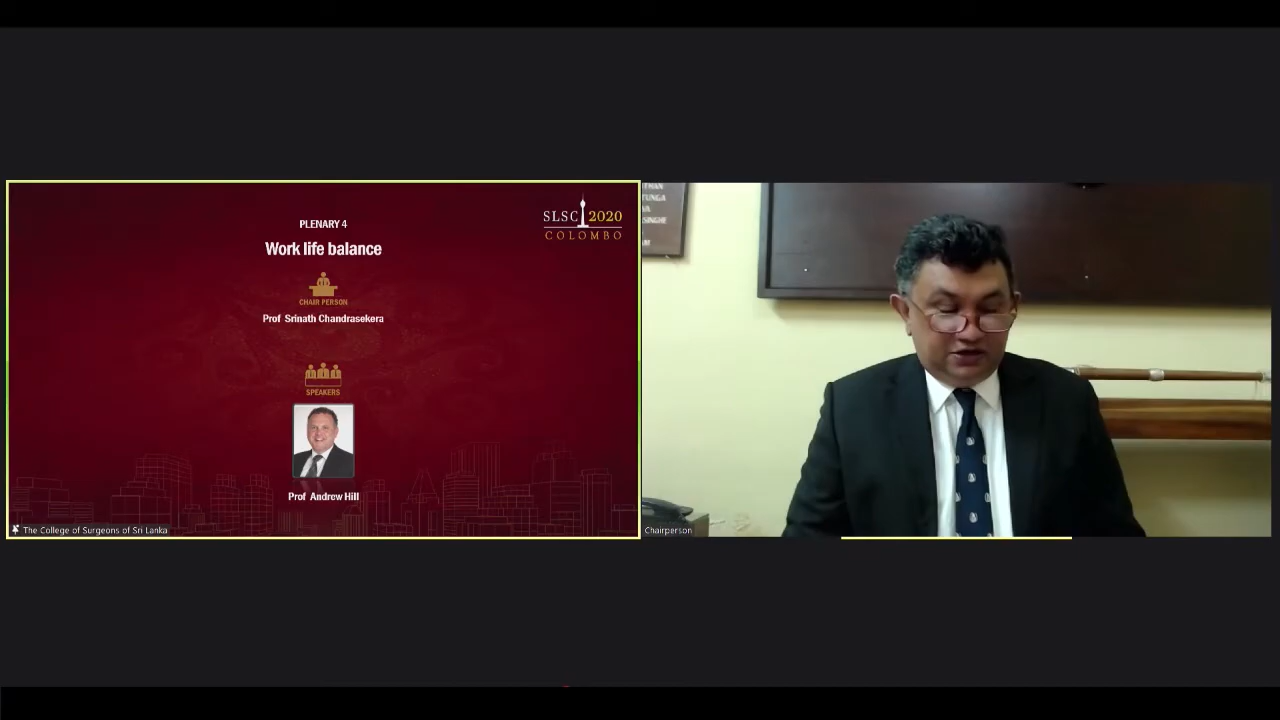 PLENARY 4
Work life balance
CHAIR PERSON
Prof Srinath Chandrasekera
SPEAKERS
Prof Andrew Hill
SLSC 2020
COLOMBO
The College of Surgeons of Sri Lanka
TUNGA
Chairperson